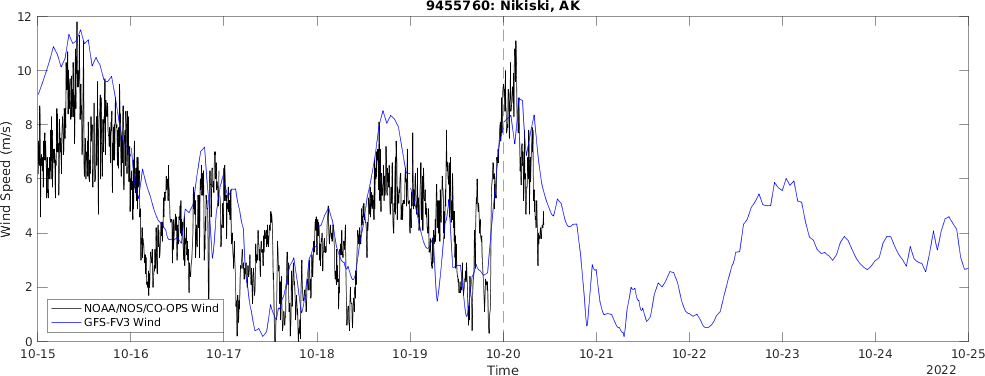 9455760: Nikiski, AK
Wind Speed (m/s)
12
10
8
6
4
2
0
NOAA/NOS/CO-OPS Wind
GFS-FV3 Wind
10-15 10-16 10-17 10-18 10-19 10-20 10-21 10-22 10-23 10-24 10-25
Time
2022